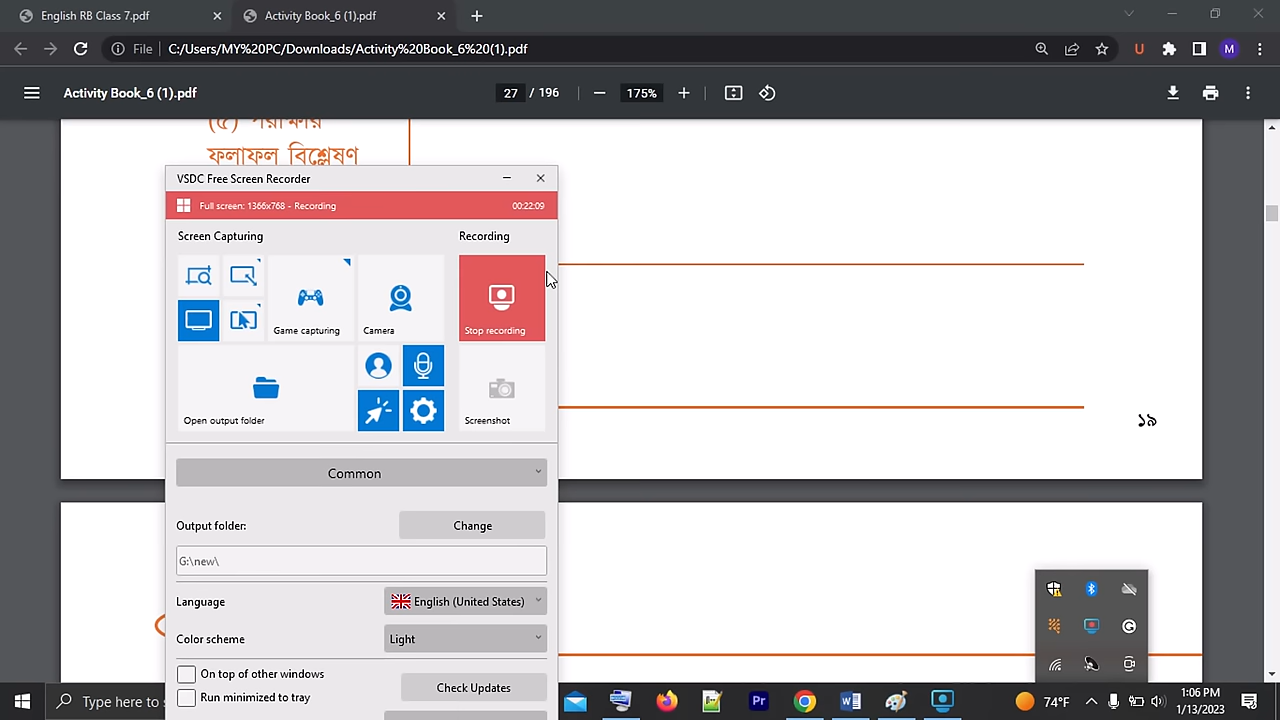 English RB Class 7.pdf
Activity Book_6 (1).pdf
File
C:/Users/MY%20PC/Downloads/Activity%20Book_6%20(1).pdf
U
M
Activity Book_6 (1).pdf
27 / 196
175%
(৫) পরীক্ষার
ফলাফল বিশ্লেষণ
VSDC Free Screen Recorder
Full screen: 1366x768 - Recording
00:22:09
Screen Capturing
Recording
Game capturing
Camera
Stop recording
Open output folder
Screenshot
১৯
Common
Output folder:
Change
G:\new\
Language
English (United States)
Color scheme
Light
On top of other windows
Run minimized to tray
Check Updates
Type here to s
Pr
74°F
1:06 PM
1/13/2023